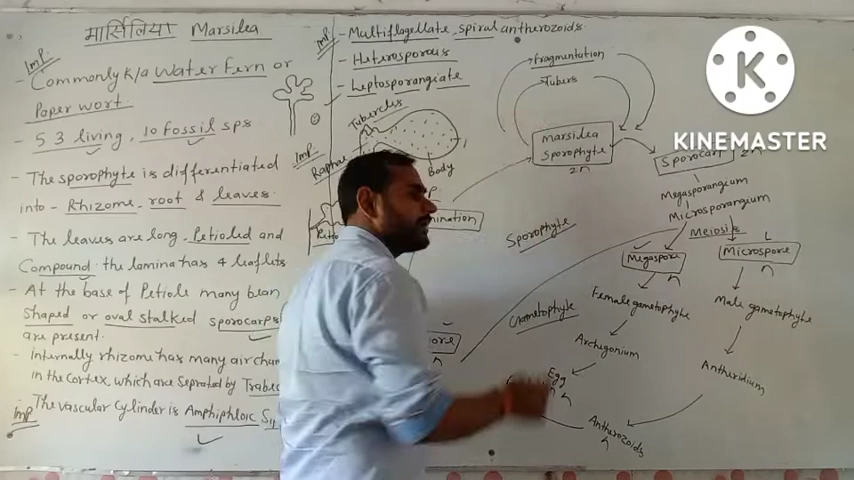 मार्सिलिया Marsilea
Imp.
- Commonly k/a Water Fern or
Paper wort.
- 53 living, 10 Fossil sps
- The sporophyte is differentiated
into - Rhizome, root & leaves.
- The leaves are long, Petioled and
Compound. the lamina has 4 leaflets
- At the base of Petiole many bean
shaped or oval stalked sporocarps
are present.
- internally rhizome has many air cham
in the cortex, which are seprated by Trabec
Imp
- The vascular cylinder is Amphiphloic
Imp.
- Multiflagellate, spiral antherozoids.
- Heterosporous
- Leptosporangiate
Tubercles
Imp.
Raphae
Body
mination
fragmentation
Tubers
marsilea
Sporophyte
2n
Sporocarp 2n
Megasporangium
Microsporangium
Meiosis
Megaspore
n
Microspore
n
Sporophyte
Gametophyte
Female gametophyte
Male gametophyte
Archegonium
Antheridium
Egg
n
Antherozoids
n
KINEMASTER